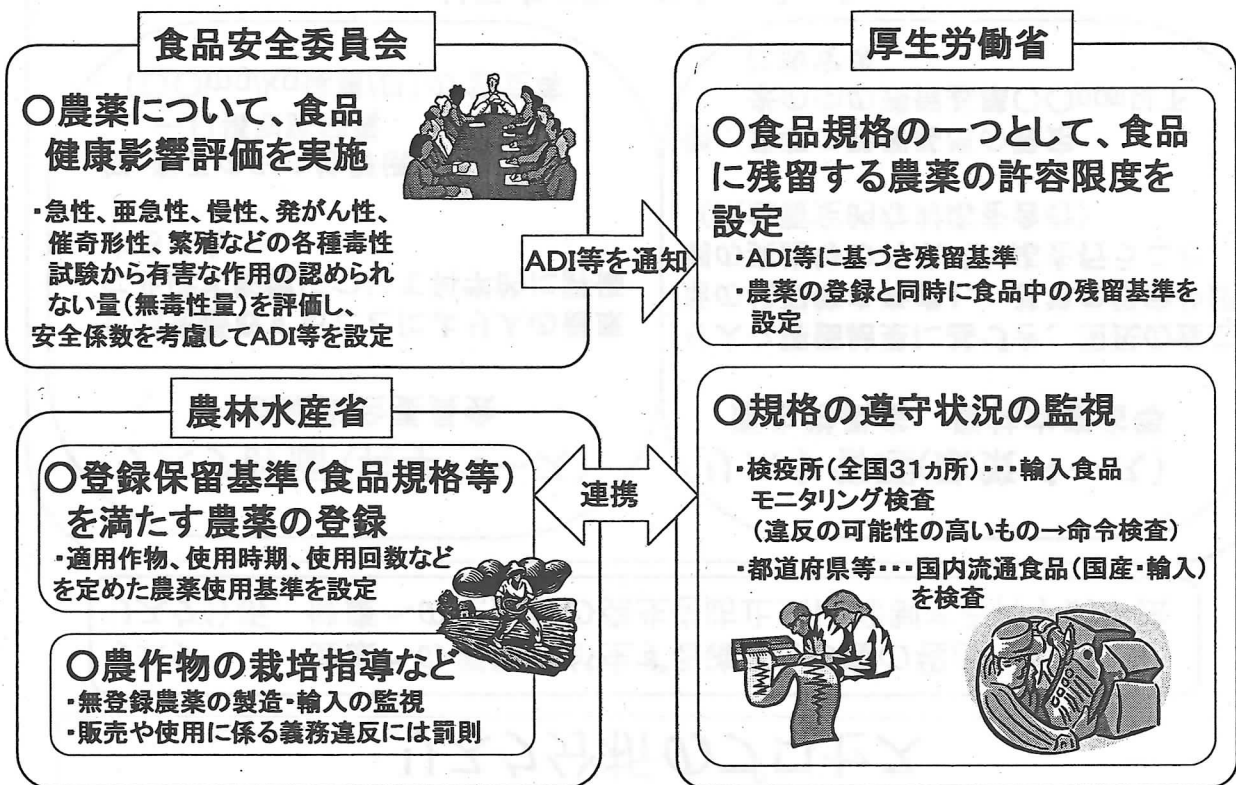 食品安全委員会
○農薬について、食品
健康影響評価を実施
・急性、亜急性、慢性、発がん性、
催奇形性、繁殖などの各種毒性
試験から有害な作用の認められ
ない量(無毒性量)を評価し、
安全係数を考慮してADI等を設定
ADI等を通知
厚生労働省
○食品規格の一つとして、食品
に残留する農薬の許容限度を
設定
・ADI等に基づき残留基準
・農薬の登録と同時に食品中の残留基準を
設定
○規格の遵守状況の監視
・検疫所(全国31ヵ所)・・・輸入食品
モニタリング検査
(違反の可能性の高いもの→命令検査)
・都道府県等・・・国内流通食品(国産・輸入)
を検査
連携
農林水産省
○登録保留基準(食品規格等)
を満たす農薬の登録
・適用作物、使用時期、使用回数など
を定めた農薬使用基準を設定
○農作物の栽培指導など
・無登録農薬の製造・輸入の監視
・販売や使用に係る義務違反には罰則